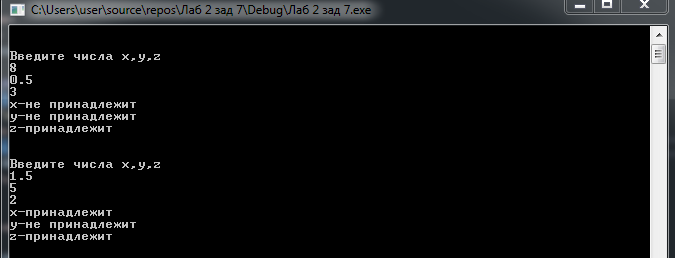 C:\Users\user\source\repos\Лаб 2 зад 7\Debug\Лаб 2 зад 7.exe
Введите числа x,y,z
8
0.5
3
x-не принадлежит
y-не принадлежит
z-принадлежит
Введите числа x,y,z
1.5
5
2
x-принадлежит
y-не принадлежит
z-принадлежит